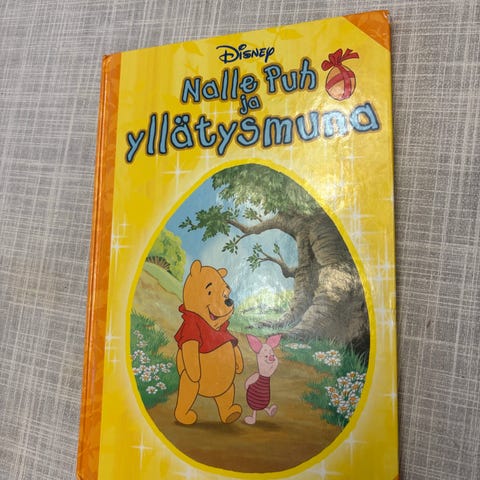 Disney
Nalle Puh
ja
yllätysmuna